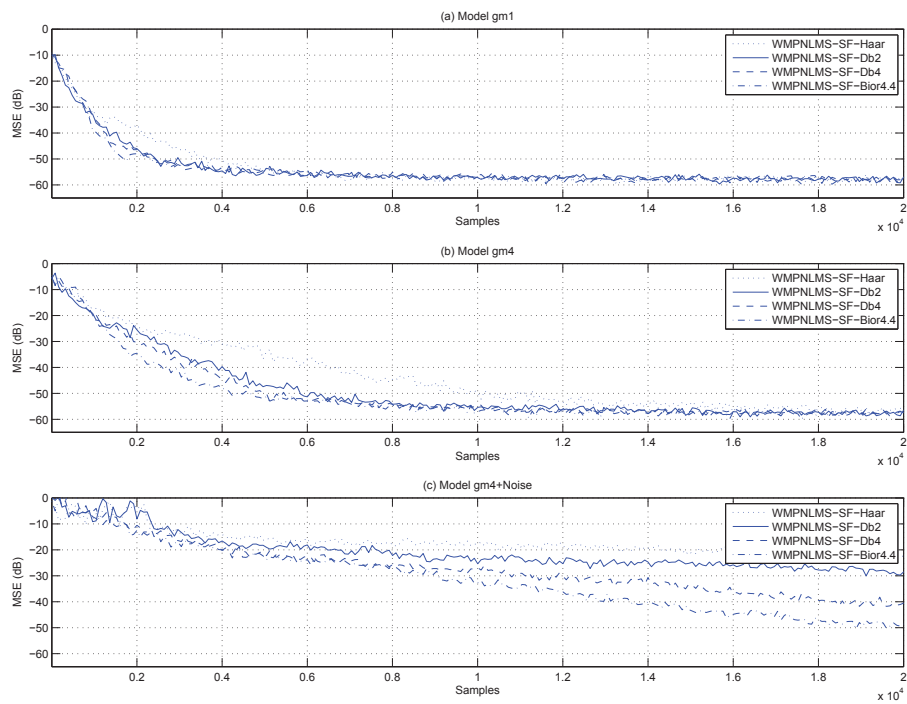 (a) Model gm1
0
−10
−20
−30
−40
−50
−60
MSE (dB)
WMPNLMS−SF−Haar
WMPNLMS−SF−Db2
WMPNLMS−SF−Db4
WMPNLMS−SF−Bior4.4
0.2 0.4 0.6 0.8 1 1.2 1.4 1.6 1.8 2
Samples
x 10^4
(b) Model gm4
0
−10
−20
−30
−40
−50
−60
MSE (dB)
WMPNLMS−SF−Haar
WMPNLMS−SF−Db2
WMPNLMS−SF−Db4
WMPNLMS−SF−Bior4.4
0.2 0.4 0.6 0.8 1 1.2 1.4 1.6 1.8 2
Samples
x 10^4
(c) Model gm4+Noise
0
−10
−20
−30
−40
−50
−60
MSE (dB)
WMPNLMS−SF−Haar
WMPNLMS−SF−Db2
WMPNLMS−SF−Db4
WMPNLMS−SF−Bior4.4
0.2 0.4 0.6 0.8 1 1.2 1.4 1.6 1.8 2
Samples
x 10^4